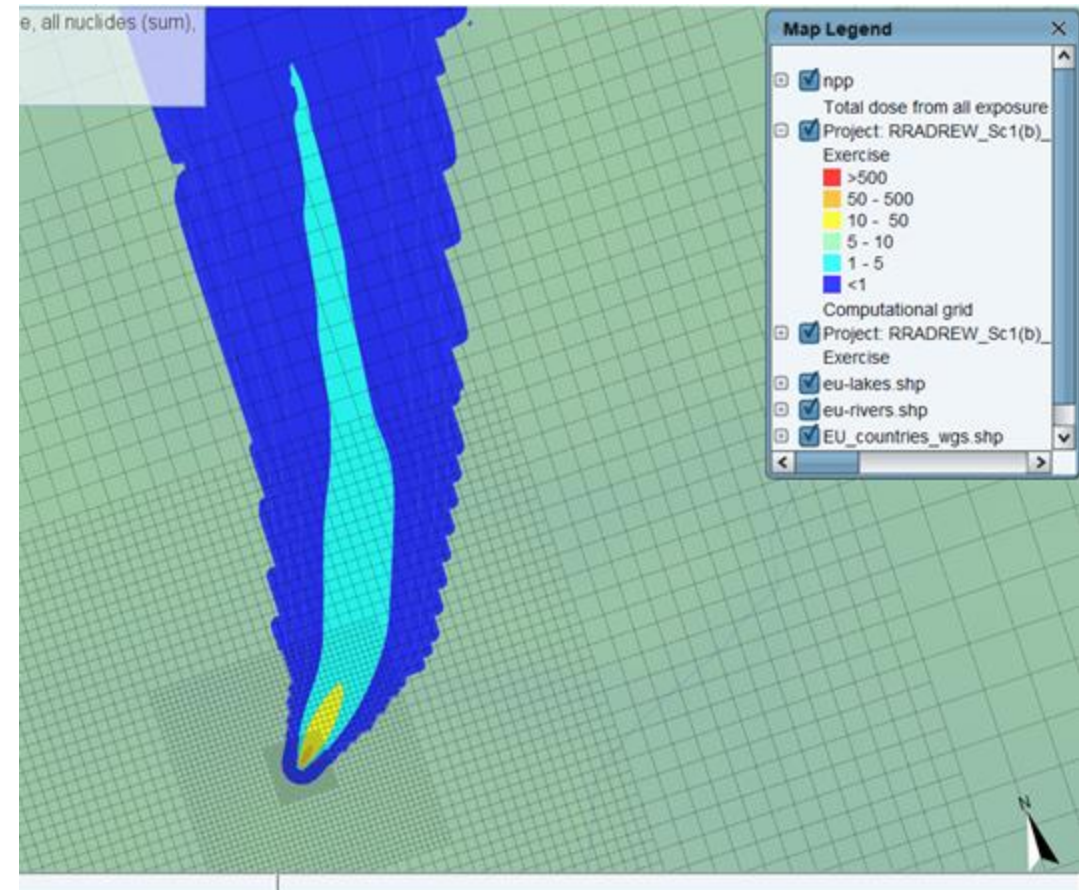 e, all nuclides (sum),
Map Legend
npp
Total dose from all exposure
Project: RRADREW_Sc1(b)_
Exercise
>500
50 - 500
10 - 50
5 - 10
1 - 5
<1
Computational grid
Project: RRADREW_Sc1(b)_
Exercise
eu-lakes.shp
eu-rivers.shp
EU_countries_wgs.shp
N